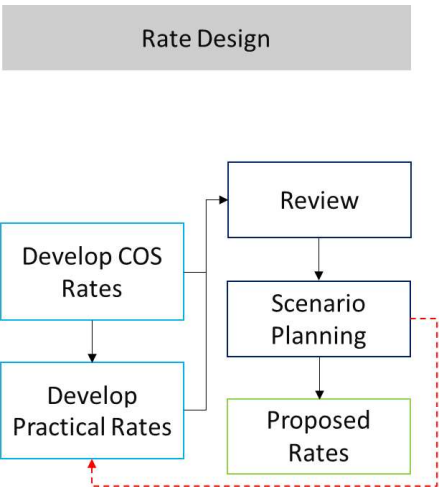 Rate Design
Review
Develop COS
Rates
Scenario
Planning
Develop
Practical Rates
Proposed
Rates